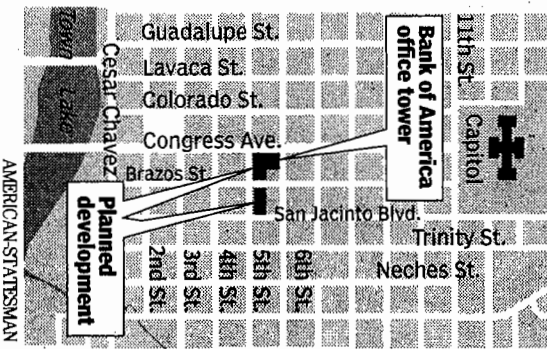 Guadalupe St.
Lavaca St.
Colorado St.
Congress Ave.
Brazos St.
San Jacinto Blvd.
Trinity St.
Neches St.
11th St.
Capitol
Bank of America
office tower
Town
Lake
Cesar Chavez
Planned
development
2nd St.
3rd St.
4th St.
5th St.
6th St.
AMERICAN-STATESMAN